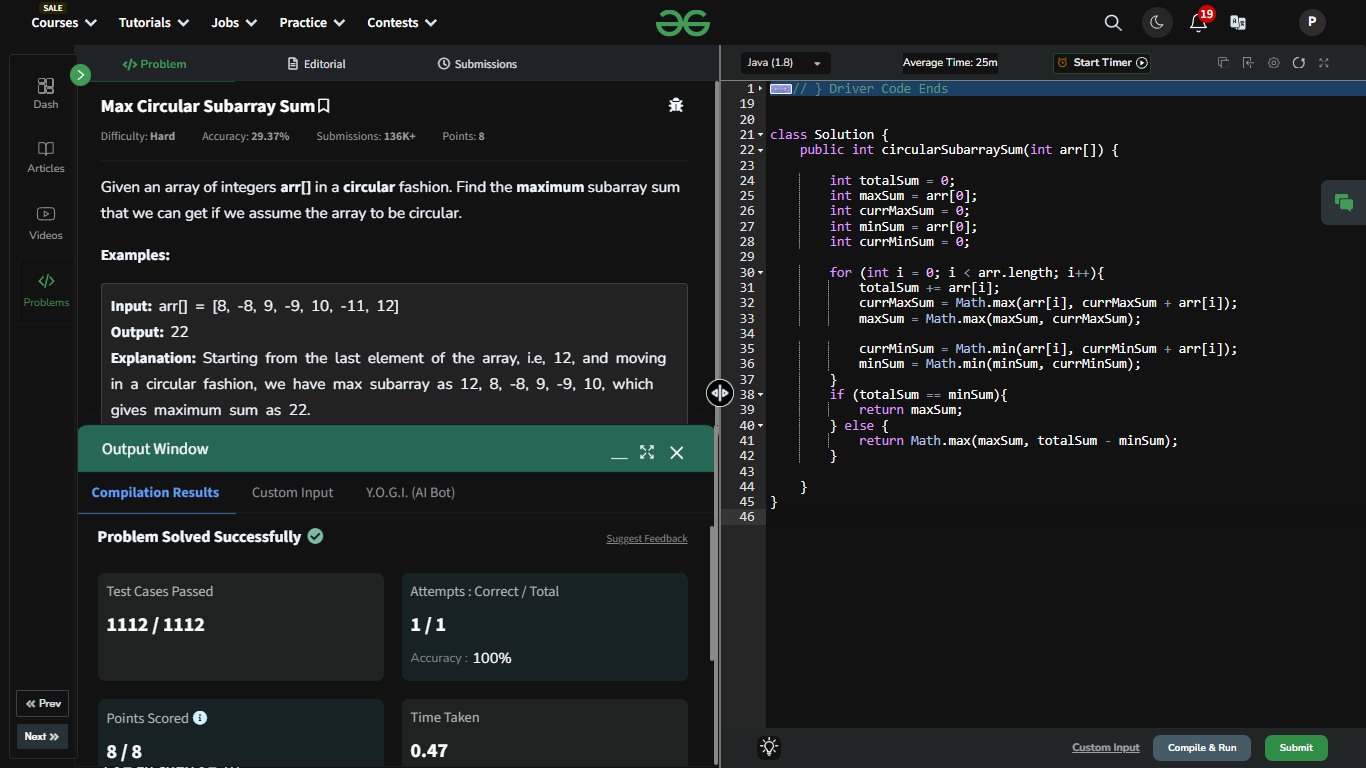 SALE
Courses Tutorials Jobs Practice Contests
19
P
Dash
Articles
Videos
Problems
Prev
Next
Problem Editorial Submissions
Max Circular Subarray Sum
Difficulty: Hard Accuracy: 29.37% Submissions: 136K+ Points: 8
Given an array of integers arr[] in a circular fashion. Find the maximum subarray sum
that we can get if we assume the array to be circular.
Examples:
Input: arr[] = [8, -8, 9, -9, 10, -11, 12]
Output: 22
Explanation: Starting from the last element of the array, i.e, 12, and moving
in a circular fashion, we have max subarray as 12, 8, -8, 9, -9, 10, which
gives maximum sum as 22.
Output Window
Compilation Results Custom Input Y.O.G.I. (AI Bot)
Problem Solved Successfully
Suggest Feedback
Test Cases Passed
1112 / 1112
Attempts : Correct / Total
1 / 1
Accuracy : 100%
Points Scored
8 / 8
Time Taken
0.47
Java (1.8) Average Time: 25m Start Timer
1 // } Driver Code Ends
19
20
21 class Solution {
22 public int circularSubarraySum(int arr[]) {
23
24 int totalSum = 0;
25 int maxSum = arr[0];
26 int currMaxSum = 0;
27 int minSum = arr[0];
28 int currMinSum = 0;
29
30 for (int i = 0; i < arr.length; i++){
31 totalSum += arr[i];
32 currMaxSum = Math.max(arr[i], currMaxSum + arr[i]);
33 maxSum = Math.max(maxSum, currMaxSum);
34
35 currMinSum = Math.min(arr[i], currMinSum + arr[i]);
36 minSum = Math.min(minSum, currMinSum);
37 }
38 if (totalSum == minSum){
39 return maxSum;
40 } else {
41 return Math.max(maxSum, totalSum - minSum);
42 }
43
44 }
45 }
46
Custom Input Compile & Run Submit